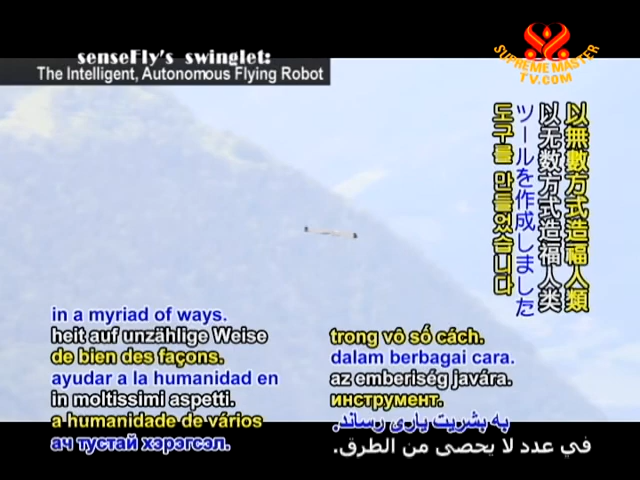 senseFly's swinglet:
The Intelligent, Autonomous Flying Robot
SUPREME MASTER
TV.COM
以無數方式造福人類
以无数方式造福人类
ツールを作成しました
도구를 만들었습니다
in a myriad of ways.
heit auf unzählige Weise
de bien des façons.
ayudar a la humanidad en
in moltissimi aspetti.
a humanidade de vários
ач тустай хэрэгсэл.
trong vô số cách.
dalam berbagai cara.
az emberiség javára.
инструмент.
به بشریت یاری رساند.
في عدد لا يحصى من الطرق.